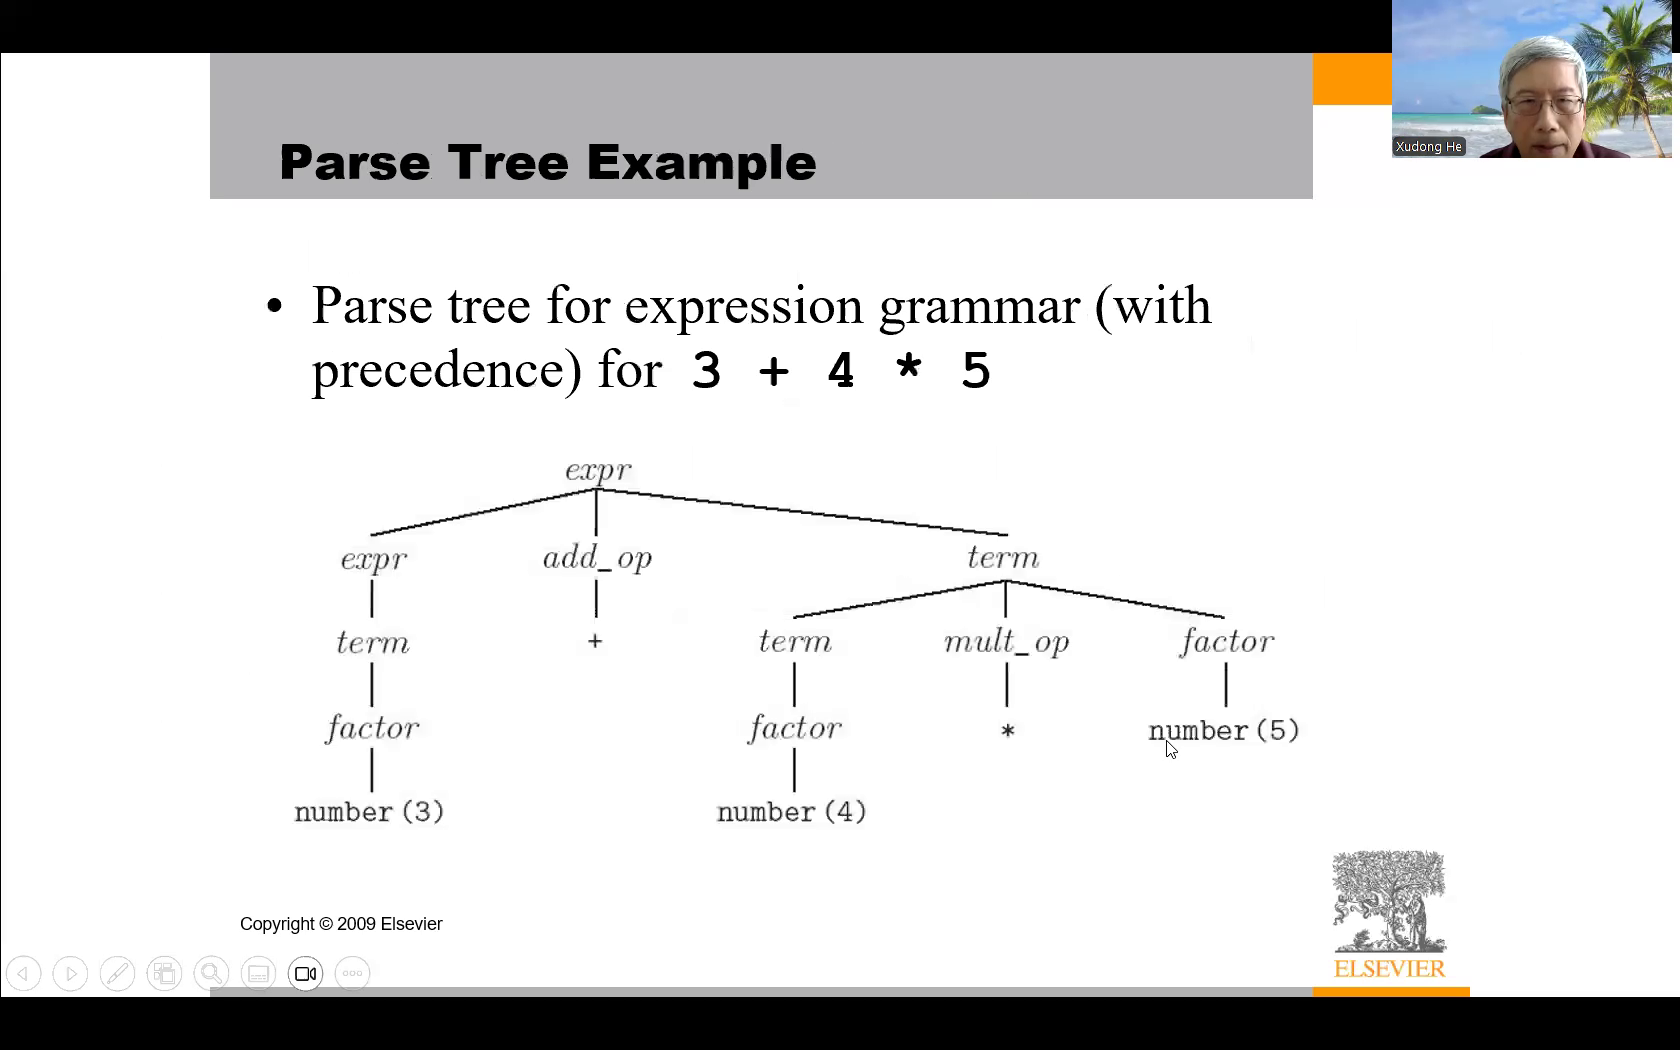 Xudong He
Parse Tree Example
• Parse tree for expression grammar (with
precedence) for 3 + 4 * 5
expr
expr add_op term
term + term mult_op factor
factor factor * number(5)
number(3) number(4)
Copyright © 2009 Elsevier
ELSEVIER